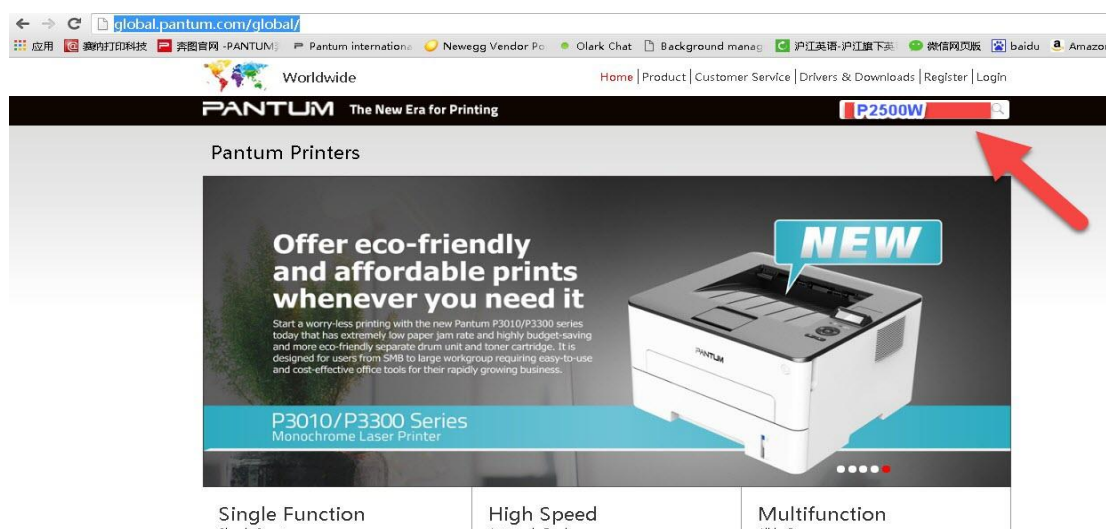 global.pantum.com/global/
应用 赛纳打印科技 奔图官网 -PANTUM Pantum internationa Newegg Vendor Po Olark Chat Background manag 沪江英语-沪江旗下英 微信网页版 baidu Amazo
Worldwide
Home | Product | Customer Service | Drivers & Downloads | Register | Login
PANTUM The New Era for Printing
P2500W
Pantum Printers
NEW
Offer eco-friendly
and affordable prints
whenever you need it
Start a worry-less printing with the new Pantum P3010/P3300 series
today that has extremely low paper jam rate and highly budget-saving
and more eco-friendly separate drum unit and toner cartridge. It is
designed for users from SMB to large workgroup requiring easy-to-use
and cost-effective office tools for their rapidly growing business.
PANTUM
P3010/P3300 Series
Monochrome Laser Printer
Single Function
High Speed
Multifunction